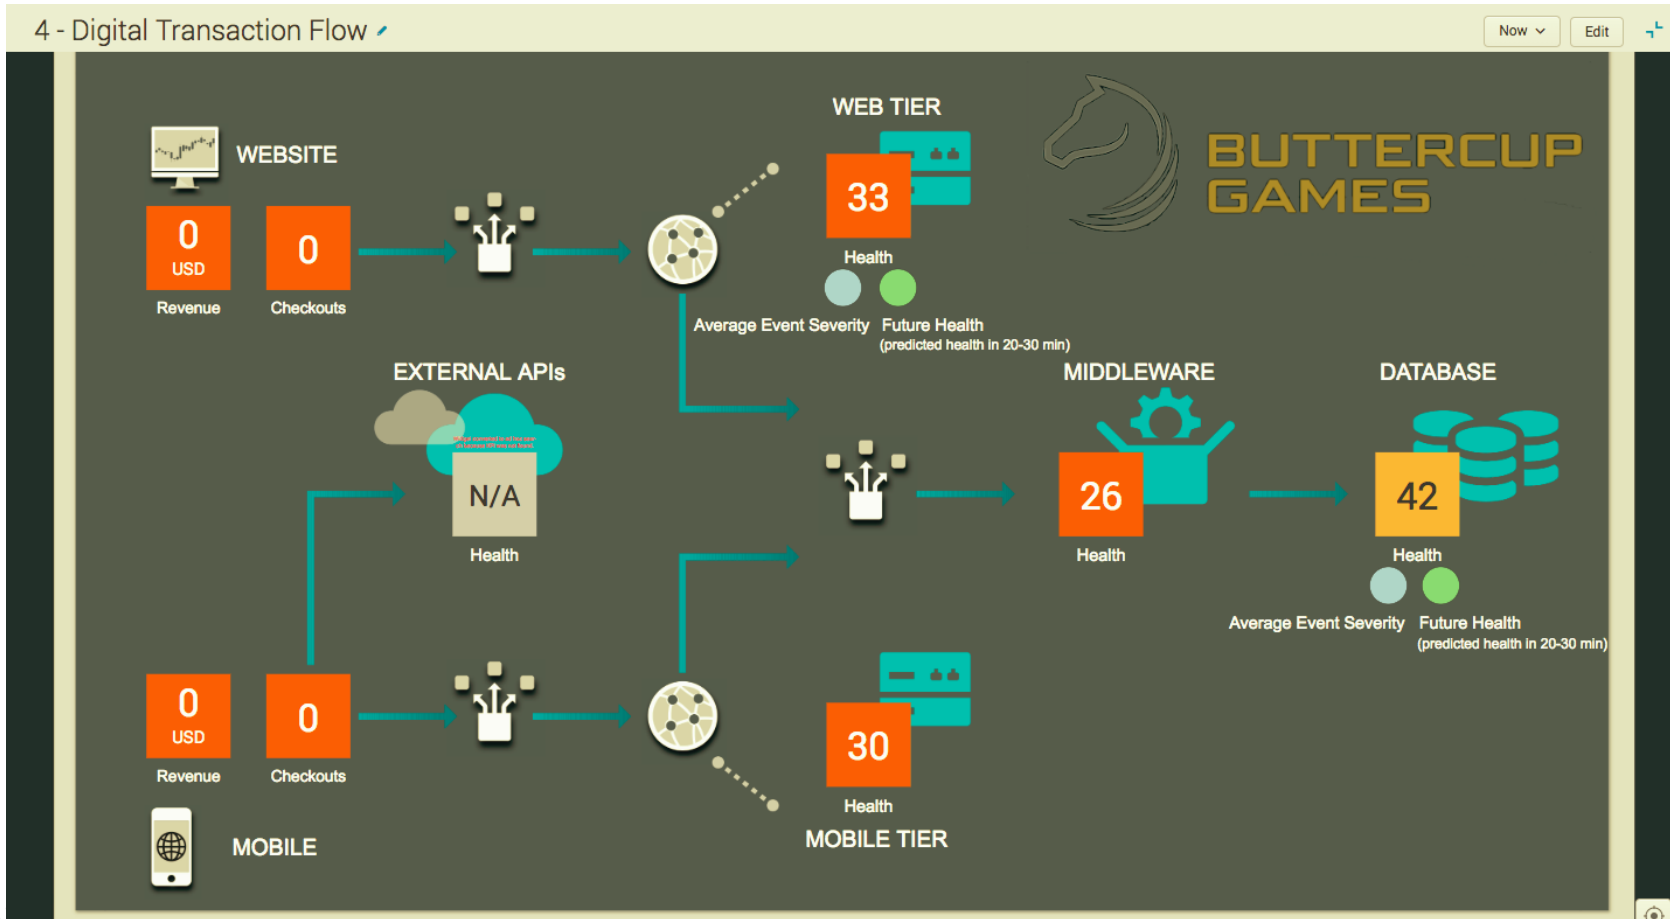 4 - Digital Transaction Flow
Now
Edit
WEB TIER
BUTTERCUP
GAMES
WEBSITE
33
0
USD
0
Health
Revenue
Checkouts
Average Event Severity
Future Health
(predicted health in 20-30 min)
EXTERNAL APIs
MIDDLEWARE
DATABASE
N/A
26
42
Health
Health
Health
Average Event Severity
Future Health
(predicted health in 20-30 min)
0
USD
0
30
Revenue
Checkouts
Health
MOBILE TIER
MOBILE